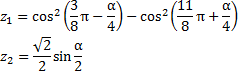 z₁ = cos²(3/8 π − α/4) − cos²(11/8 π + α/4)
z₂ = √2/2 sin α/2